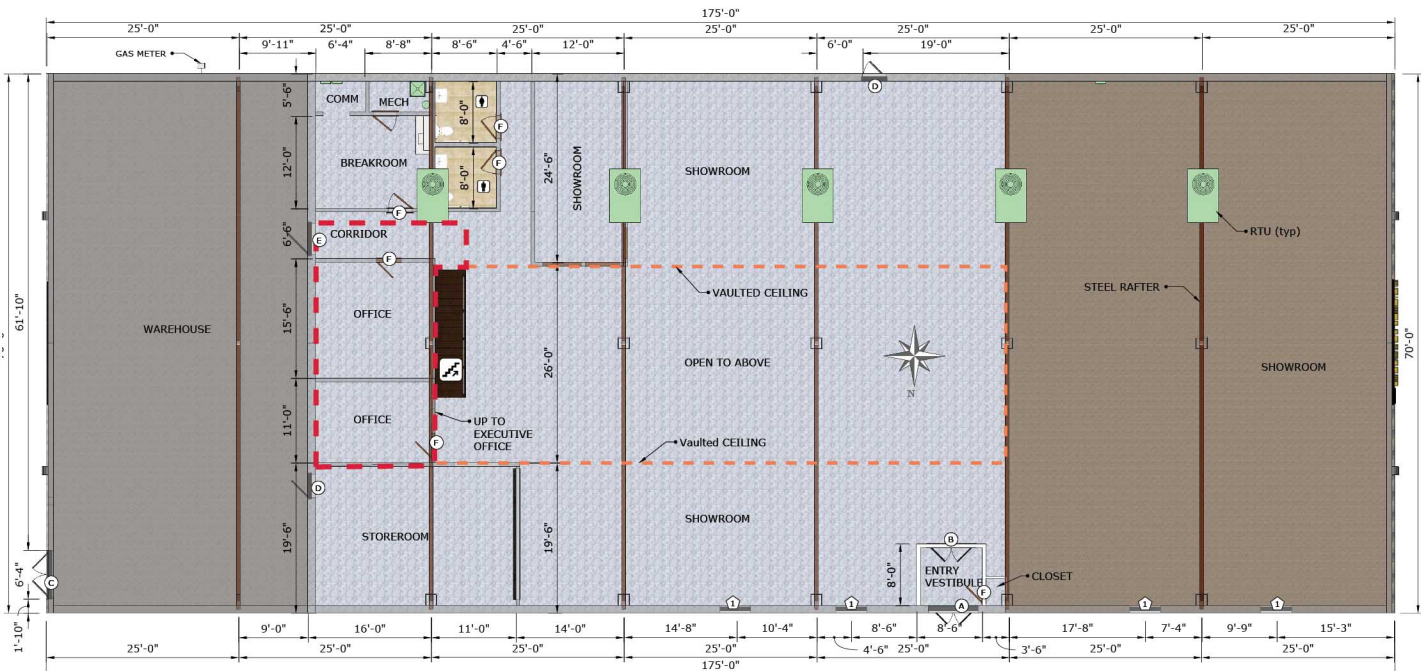 175'-0"
25'-0" 25'-0" 25'-0" 25'-0" 25'-0" 25'-0" 25'-0"
9'-11" 6'-4" 8'-8" 8'-6" 4'-6" 12'-0" 6'-0" 19'-0"
GAS METER
D
5'-6"
COMM
MECH
8'-0"
F
12'-0"
BREAKROOM
F
8'-0"
24'-6"
SHOWROOM
SHOWROOM
F
6'-6"
E
CORRIDOR
F
RTU (typ)
VAULTED CEILING
STEEL RAFTER
61'-10"
WAREHOUSE
15'-6"
OFFICE
26'-0"
OPEN TO ABOVE
N
SHOWROOM
70'-0"
11'-0"
OFFICE
UP TO
EXECUTIVE
OFFICE
F
Vaulted CEILING
D
19'-6"
STOREROOM
19'-6"
SHOWROOM
B
8'-0"
ENTRY
VESTIBULE
CLOSET
F
6'-4"
C
1
1
A
1
1
1'-10"
9'-0" 16'-0" 11'-0" 14'-0" 14'-8" 10'-4" 8'-6" 8'-6" 17'-8" 7'-4" 9'-9" 15'-3"
4'-6" 3'-6"
25'-0" 25'-0" 25'-0" 25'-0" 25'-0" 25'-0" 25'-0"
175'-0"